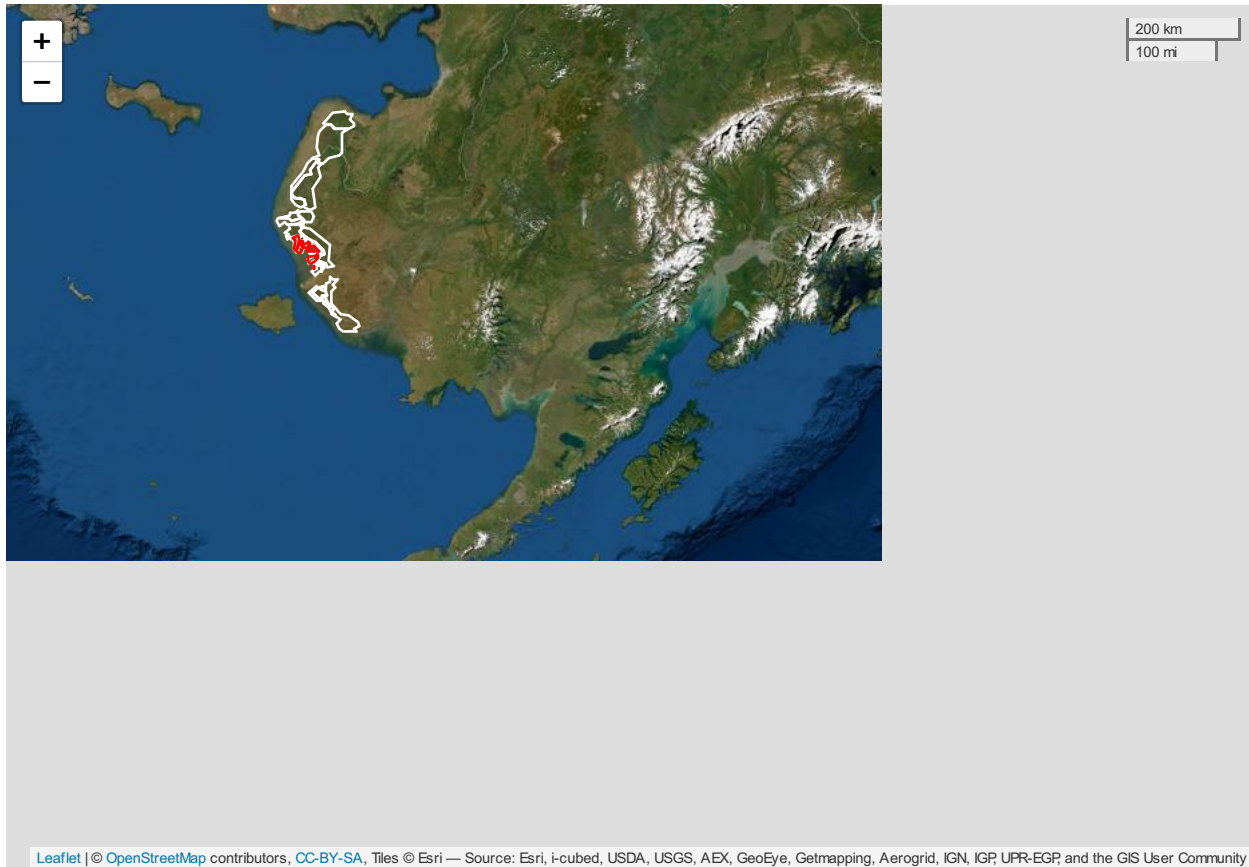 +
−
200 km
100 mi
Leaflet | © OpenStreetMap contributors, CC-BY-SA, Tiles © Esri — Source: Esri, i-cubed, USDA, USGS, AEX, GeoEye, Getmapping, Aerogrid, IGN, IGP, UPR-EGP, and the GIS User Community